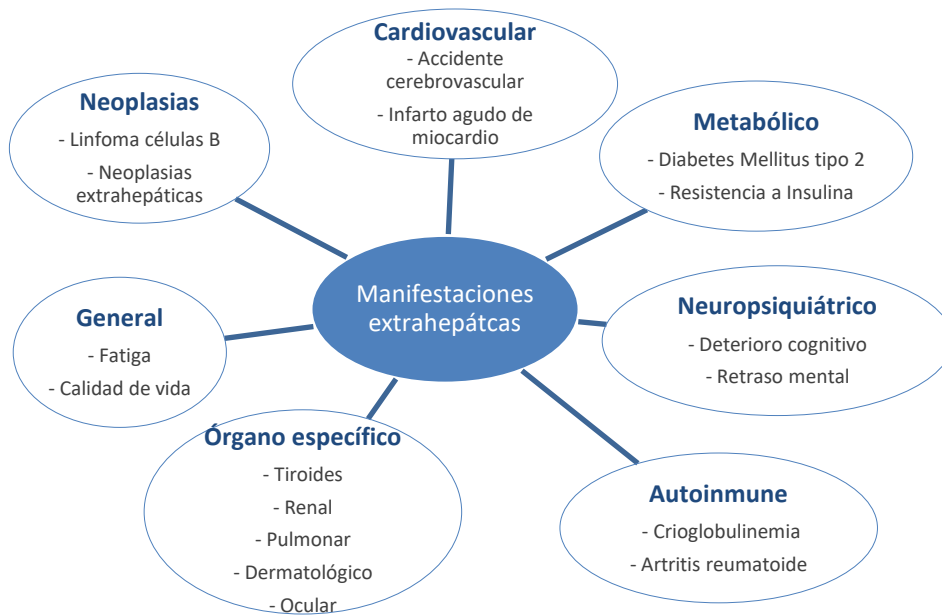 Cardiovascular
- Accidente
cerebrovascular
- Infarto agudo de
miocardio
Neoplasias
- Linfoma células B
- Neoplasias
extrahepáticas
Metabólico
- Diabetes Mellitus tipo 2
- Resistencia a Insulina
Manifestaciones
extrahepátcas
General
- Fatiga
- Calidad de vida
Neuropsiquiátrico
- Deterioro cognitivo
- Retraso mental
Órgano específico
- Tiroides
- Renal
- Pulmonar
- Dermatológico
- Ocular
Autoinmune
- Crioglobulinemia
- Artritis reumatoide